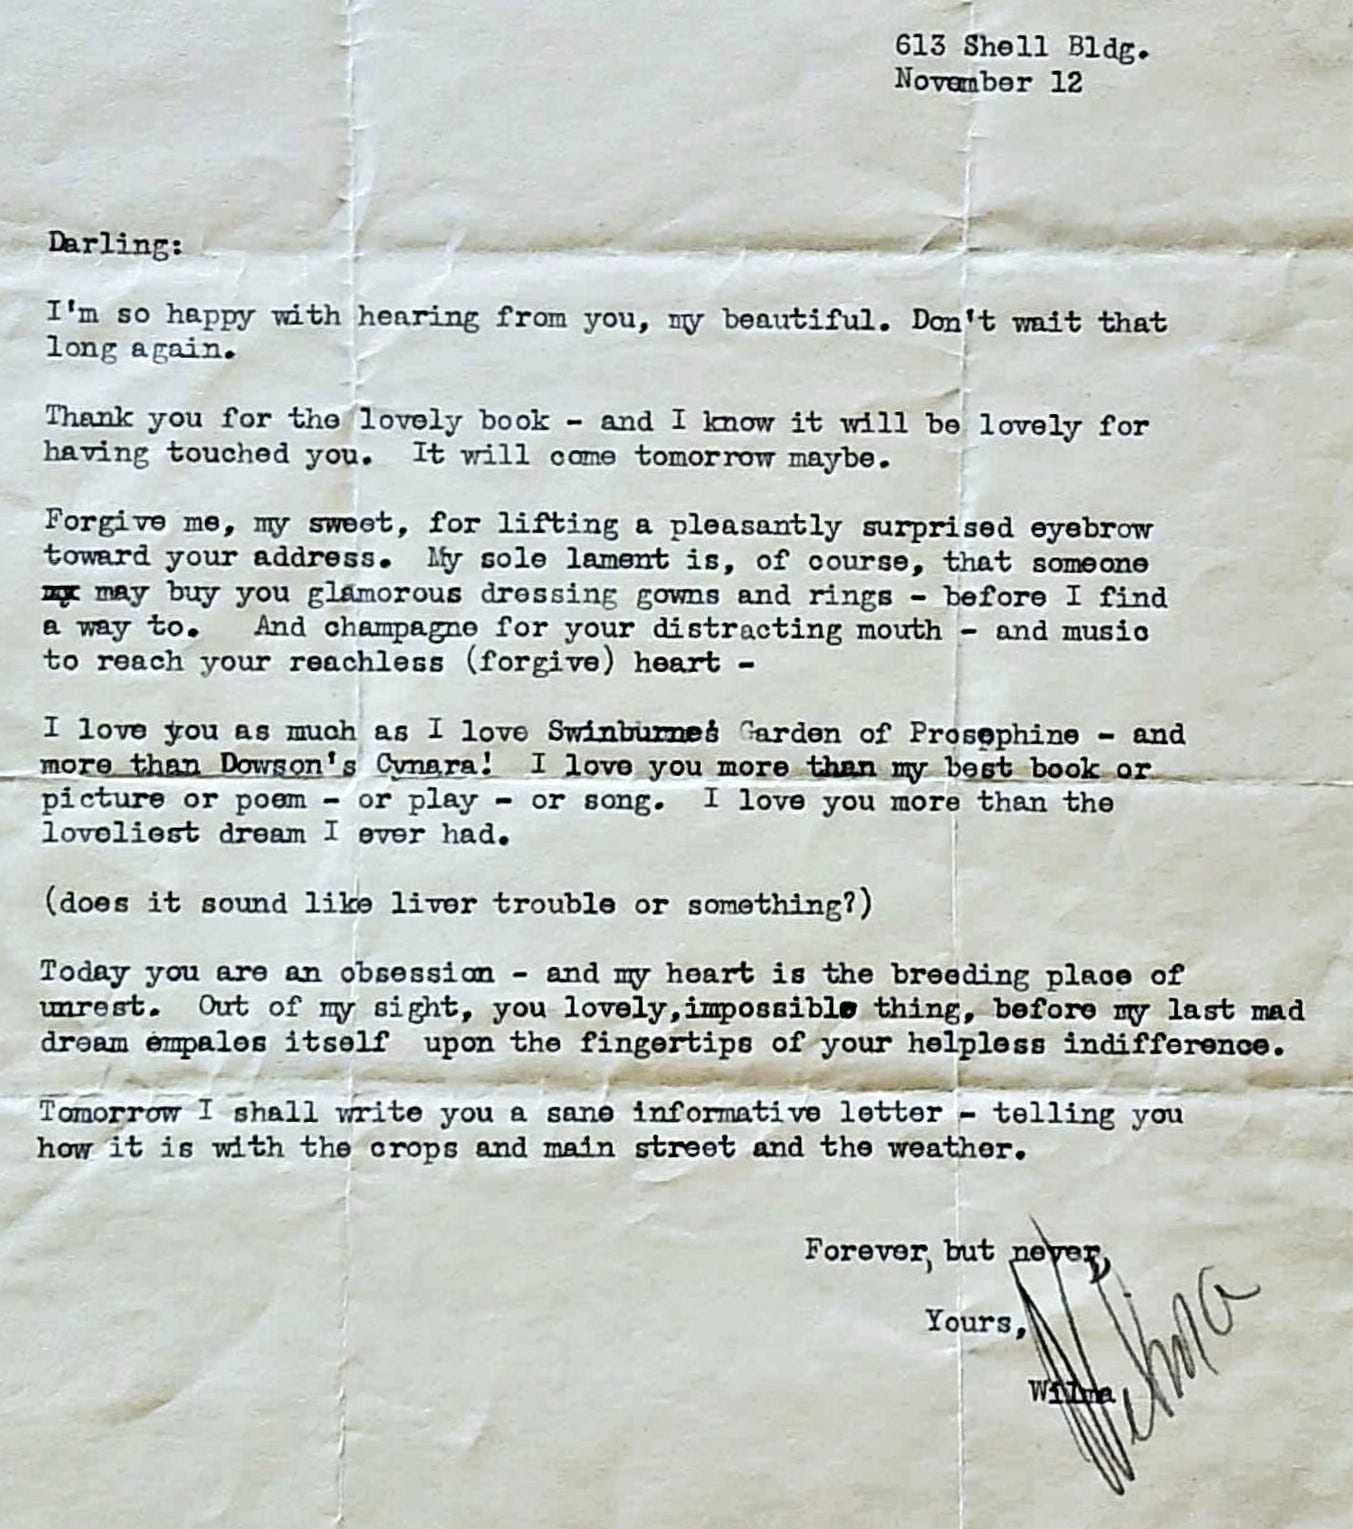 613 Shell Bldg.
November 12
Darling:
I'm so happy with hearing from you, my beautiful. Don't wait that
long again.
Thank you for the lovely book - and I know it will be lovely for
having touched you. It will come tomorrow maybe.
Forgive me, my sweet, for lifting a pleasantly surprised eyebrow
toward your address. My sole lament is, of course, that someone
may buy you glamorous dressing gowns and rings - before I find
a way to. And champagne for your distracting mouth - and music
to reach your reachless (forgive) heart -
I love you as much as I love Swinburne's Garden of Prosephine - and
more than Dowson's Cynara! I love you more than my best book or
picture or poem - or play - or song. I love you more than the
loveliest dream I ever had.
(does it sound like liver trouble or something?)
Today you are an obsession - and my heart is the breeding place of
unrest. Out of my sight, you lovely,impossible thing, before my last mad
dream empales itself upon the fingertips of your helpless indifference.
Tomorrow I shall write you a sane informative letter - telling you
how it is with the crops and main street and the weather.
Forever, but never,
Yours,
Wilma
Wilma